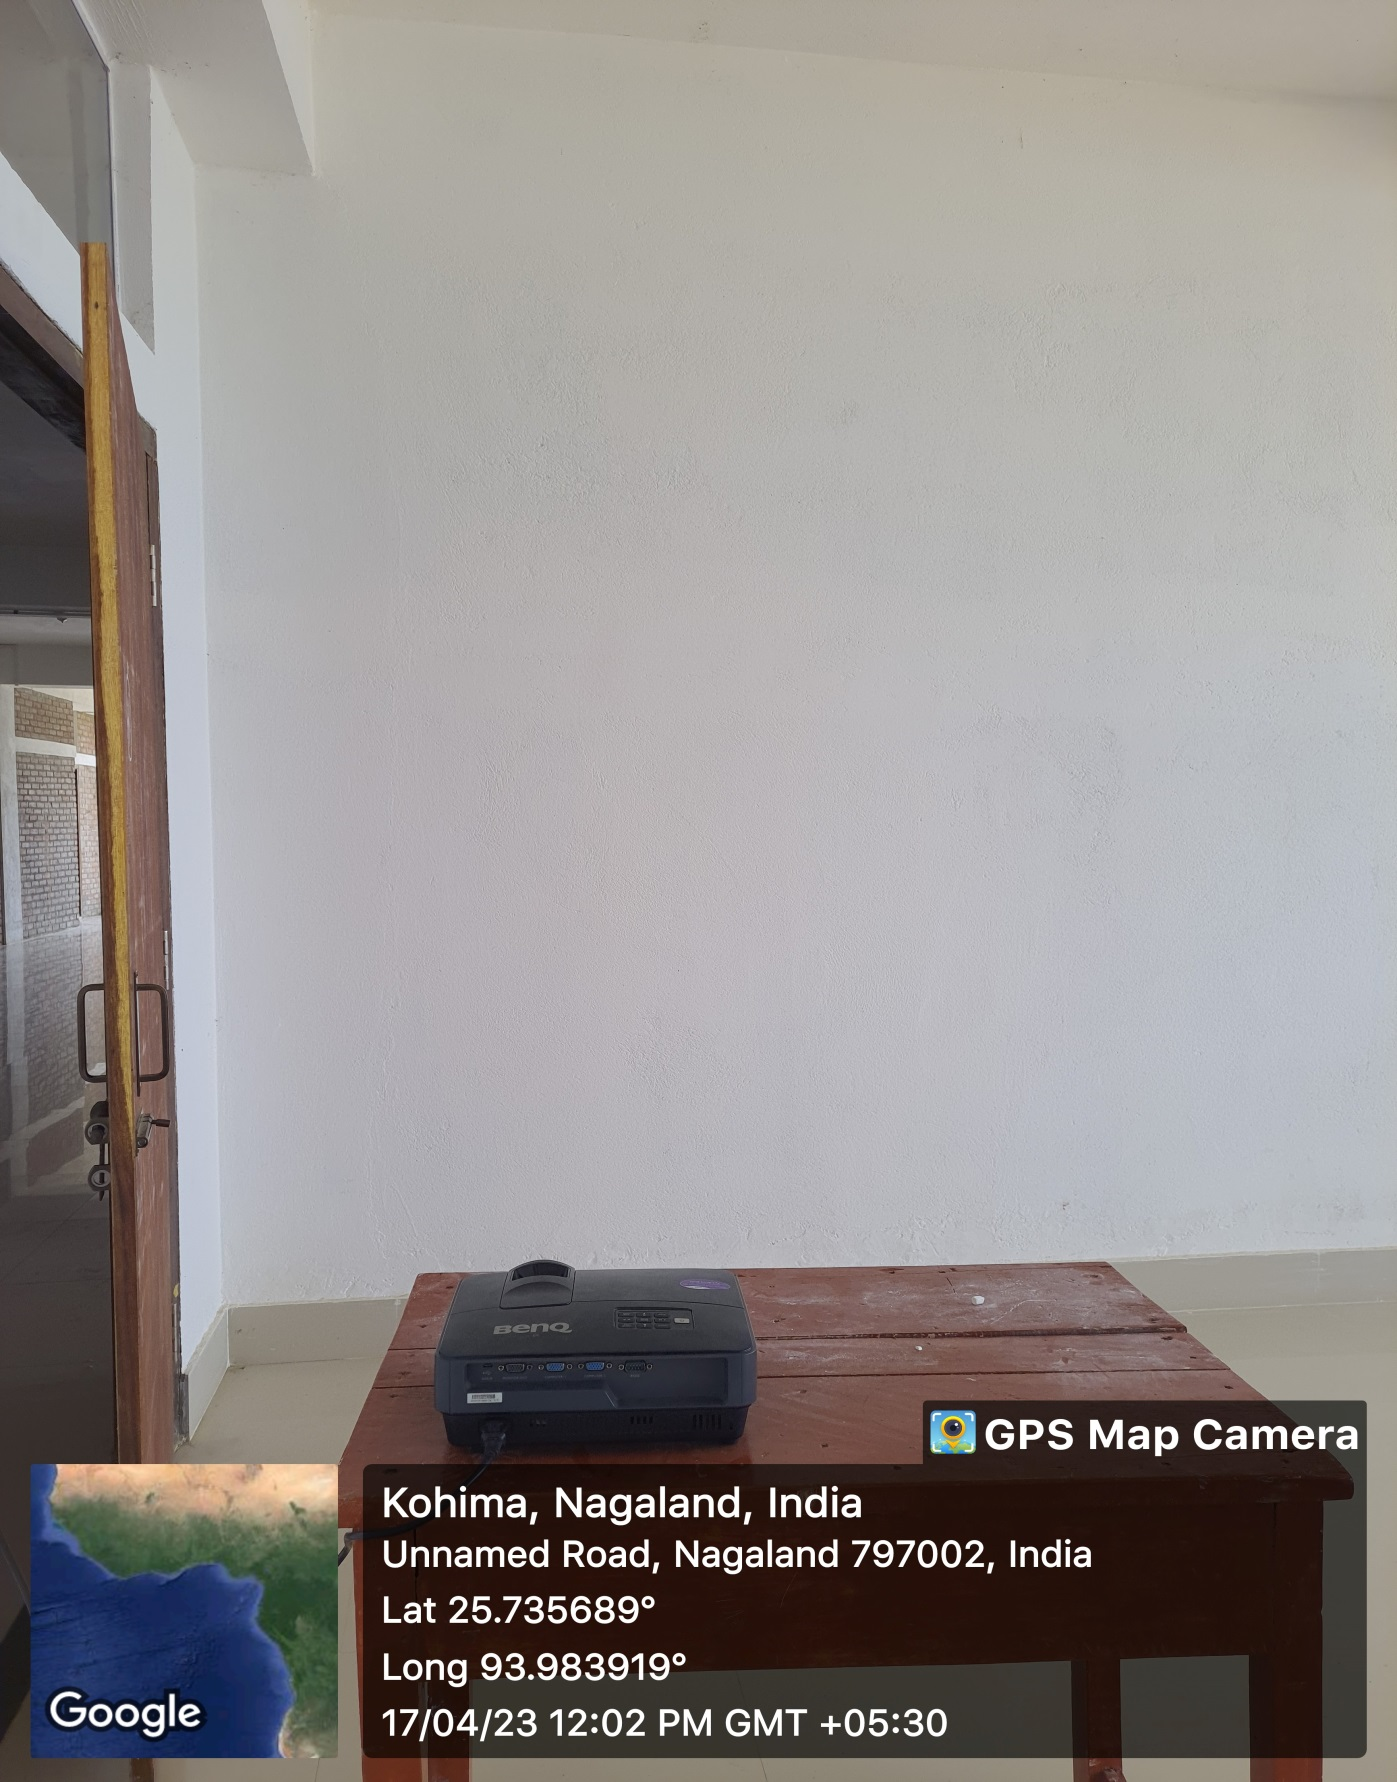 BenQ
GPS Map Camera
Kohima, Nagaland, India
Unnamed Road, Nagaland 797002, India
Lat 25.735689°
Long 93.983919°
17/04/23 12:02 PM GMT +05:30
Google